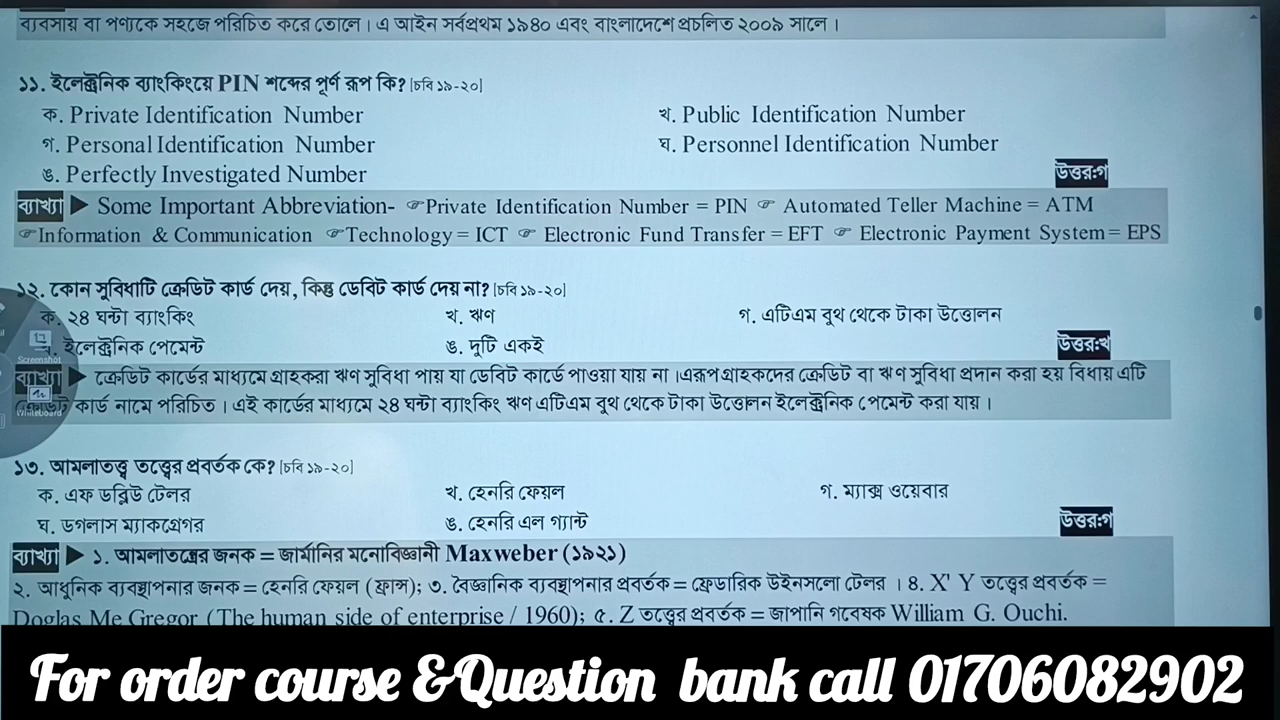 ব্যবসায় বা পণ্যকে সহজে পরিচিত করে তোলে। এ আইন সর্বপ্রথম ১৯৪০ এবং বাংলাদেশে প্রচলিত ২০০৯ সালে।
১১. ইলেক্ট্রনিক ব্যাংকিংয়ে PIN শব্দের পূর্ণ রূপ কি? [চবি ১৯-২০]
ক. Private Identification Number খ. Public Identification Number
গ. Personal Identification Number ঘ. Personnel Identification Number
ঙ. Perfectly Investigated Number উত্তর:গ
ব্যাখ্যা ▶ Some Important Abbreviation- ☞Private Identification Number = PIN ☞ Automated Teller Machine = ATM
☞Information & Communication ☞Technology = ICT ☞ Electronic Fund Transfer = EFT ☞ Electronic Payment System = EPS
১২. কোন সুবিধাটি ক্রেডিট কার্ড দেয়, কিন্তু ডেবিট কার্ড দেয় না? [চবি ১৯-২০]
ক. ২৪ ঘন্টা ব্যাংকিং খ. ঋণ গ. এটিএম বুথ থেকে টাকা উত্তোলন
ইলেক্ট্রনিক পেমেন্ট ঙ. দুটি একই উত্তর:খ
Screenshot
ব্যাখ্যা ▶ ক্রেডিট কার্ডের মাধ্যমে গ্রাহকরা ঋণ সুবিধা পায় যা ডেবিট কার্ডে পাওয়া যায় না।এরূপ গ্রাহকদের ক্রেডিট বা ঋণ সুবিধা প্রদান করা হয় বিধায় এটি
ক্রেডিট কার্ড নামে পরিচিত। এই কার্ডের মাধ্যমে ২৪ ঘন্টা ব্যাংকিং ঋণ এটিএম বুথ থেকে টাকা উত্তোলন ইলেক্ট্রনিক পেমেন্ট করা যায়।
Whiteboard
১৩. আমলাতত্ত্ব তত্ত্বের প্রবর্তক কে? [চবি ১৯-২০]
ক. এফ ডব্লিউ টেলর খ. হেনরি ফেয়ল গ. ম্যাক্স ওয়েবার
ঘ. ডগলাস ম্যাকগ্রেগর ঙ. হেনরি এল গ্যান্ট উত্তর:গ
ব্যাখ্যা ▶ ১. আমলাতন্ত্রের জনক = জার্মানির মনোবিজ্ঞানী Maxweber (১৯২১)
২. আধুনিক ব্যবস্থাপনার জনক = হেনরি ফেয়ল (ফ্রান্স); ৩. বৈজ্ঞানিক ব্যবস্থাপনার প্রবর্তক = ফ্রেডারিক উইনসলো টেলর । ৪. X' Y তত্ত্বের প্রবর্তক =
Doglas Mc Gregor (The human side of enterprise / 1960); ৫. Z তত্ত্বের প্রবর্তক = জাপানি গবেষক William G. Ouchi.
For order course &Question bank call 01706082902